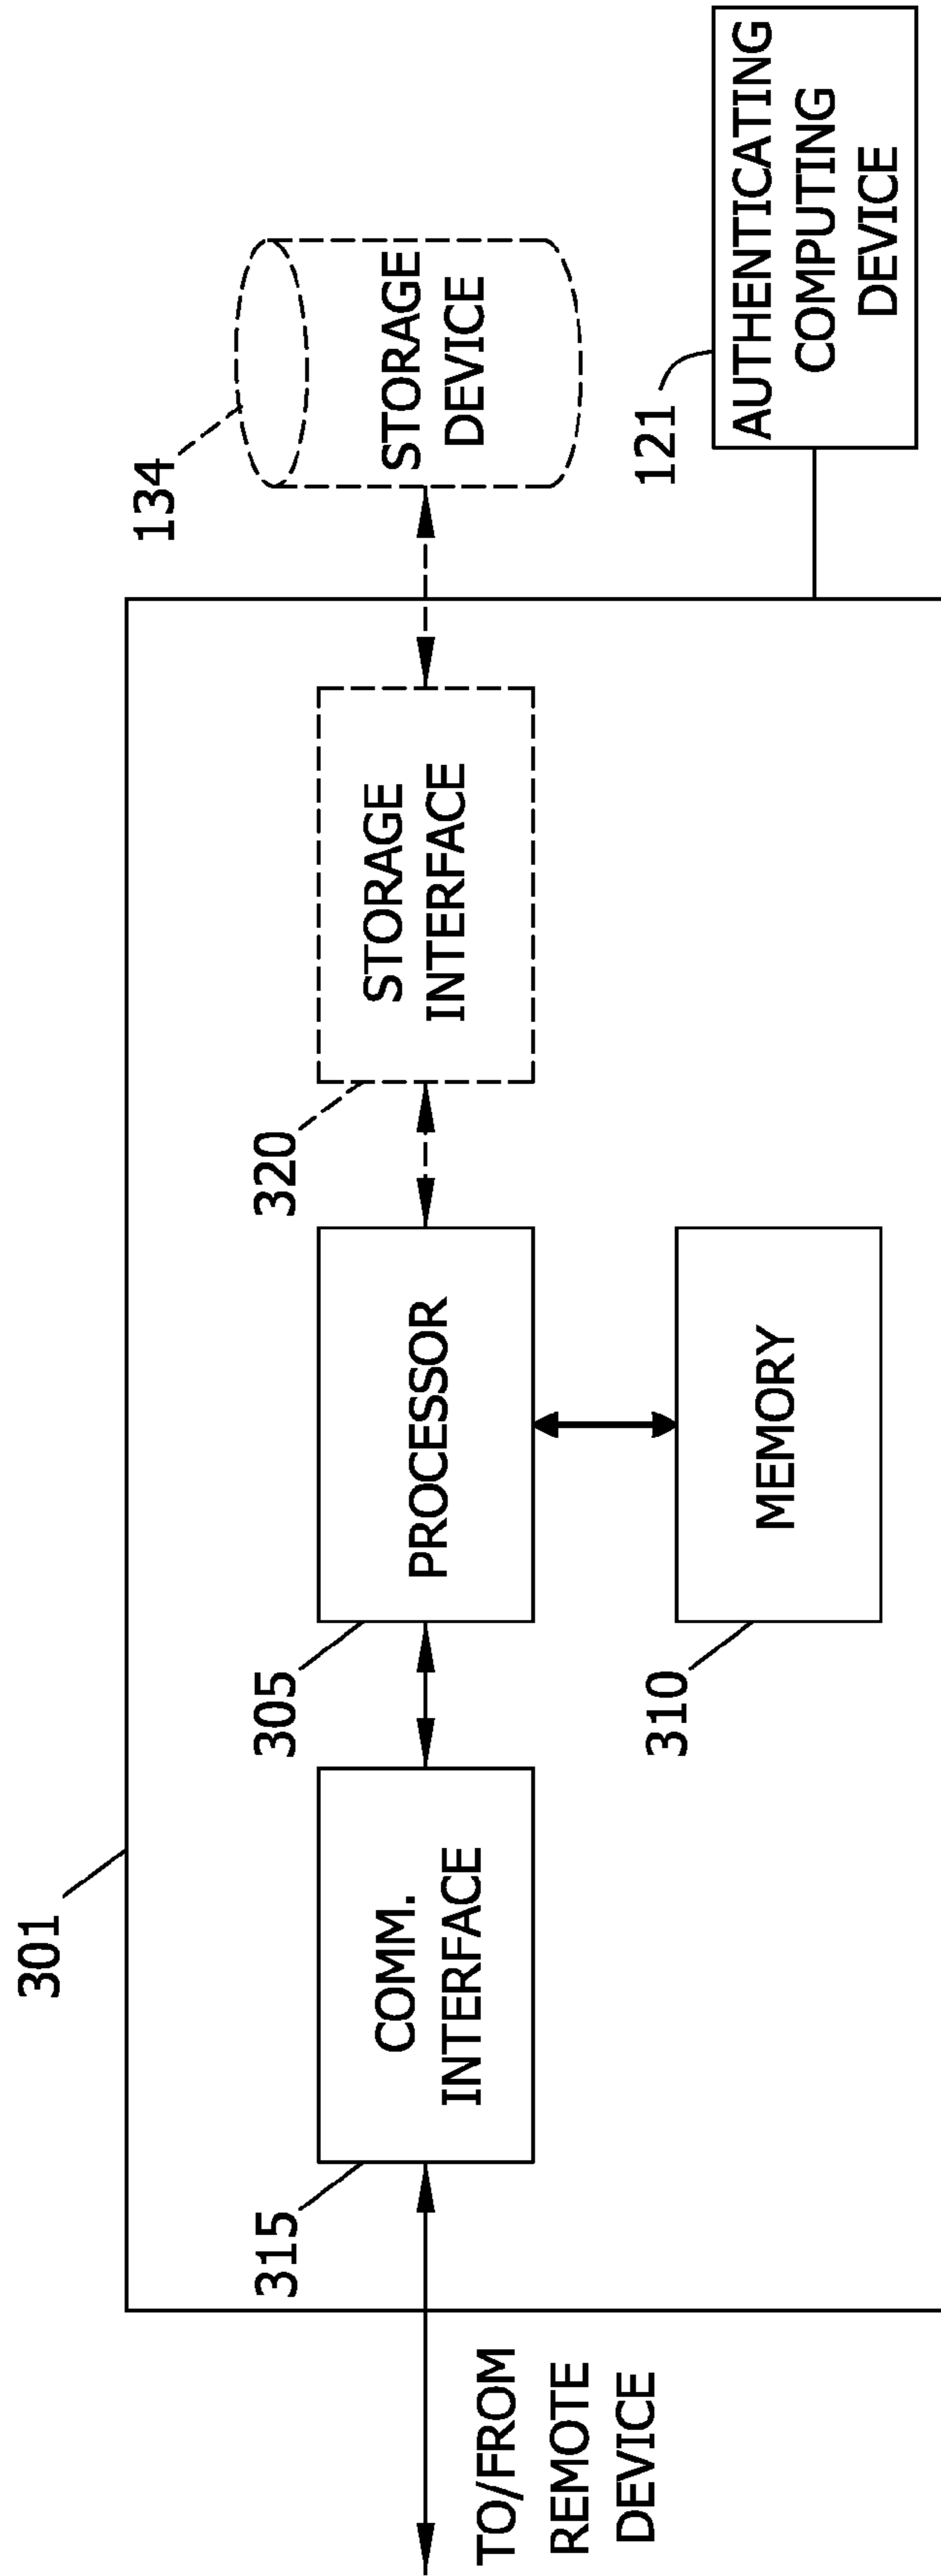 301
315
COMM.
INTERFACE
TO/FROM
REMOTE
DEVICE
305
PROCESSOR
310
MEMORY
320
STORAGE
INTERFACE
134
STORAGE
DEVICE
121
AUTHENTICATING
COMPUTING
DEVICE